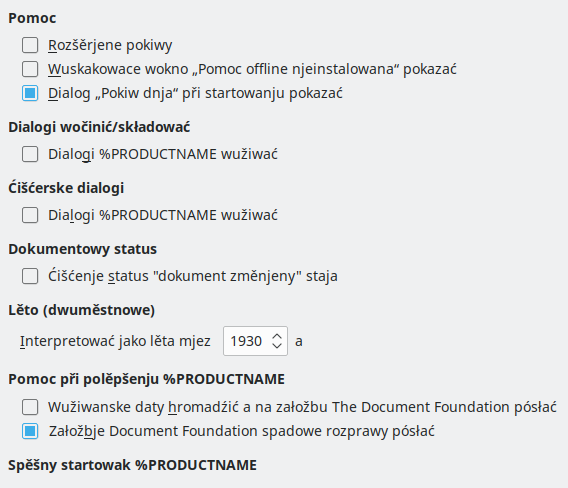 Pomoc
Rozšěrjene pokiwy
Wuskakowace wokno „Pomoc offline njeinstalowana“ pokazać
Dialog „Pokiw dnja“ při startowanju pokazać
Dialogi wočinić/składować
Dialogi %PRODUCTNAME wužiwać
Ćišćerske dialogi
Dialogi %PRODUCTNAME wužiwać
Dokumentowy status
Ćišćenje status "dokument změnjeny" staja
Lěto (dwuměstnowe)
Interpretować jako lěta mjez 1930 a
Pomoc při polěpšenju %PRODUCTNAME
Wužiwanske daty hromadźić a na załožbu The Document Foundation pósłać
Załožbje Document Foundation spadowe rozprawy pósłać
Spěšny startowak %PRODUCTNAME